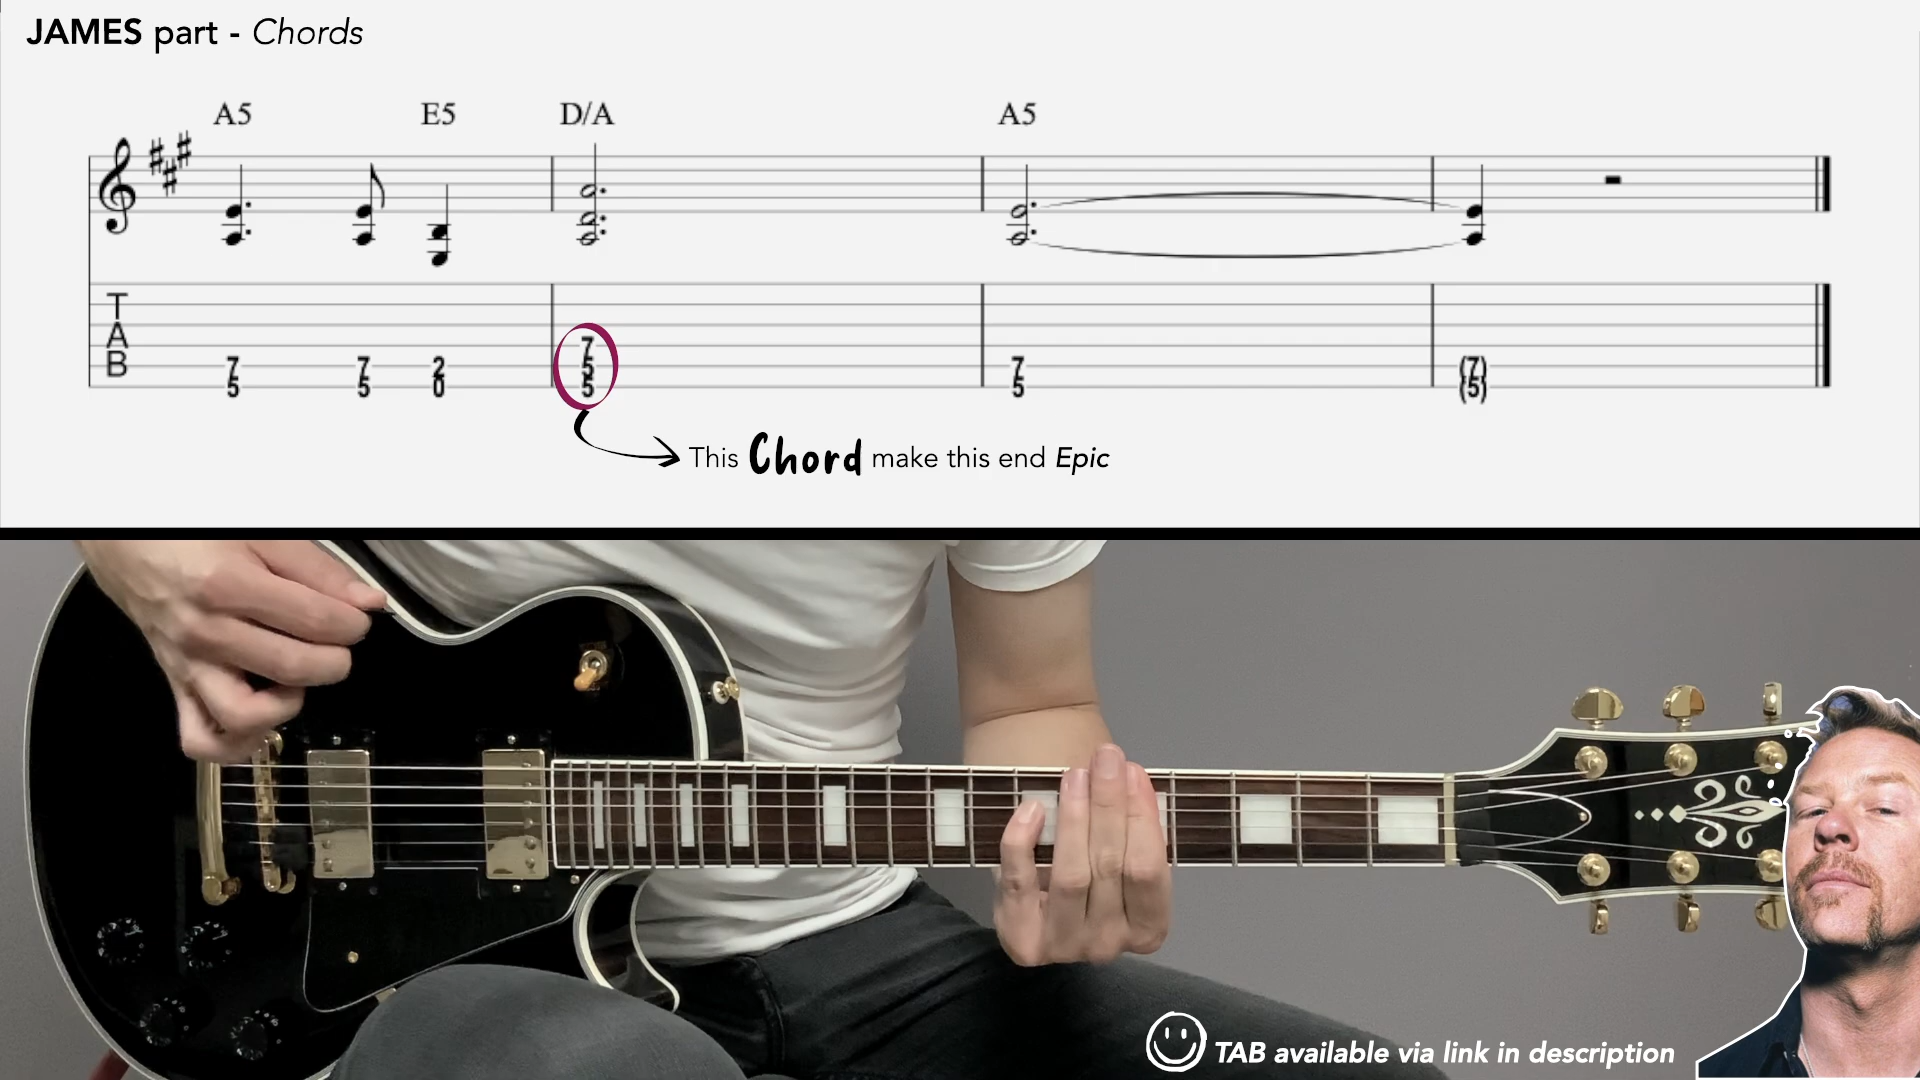 JAMES part - Chords
A5 E5 D/A A5
T
A
B
7
7 7 2 5 7 (7)
5 5 0 5 5 (5)
This Chord make this end Epic
TAB available via link in description